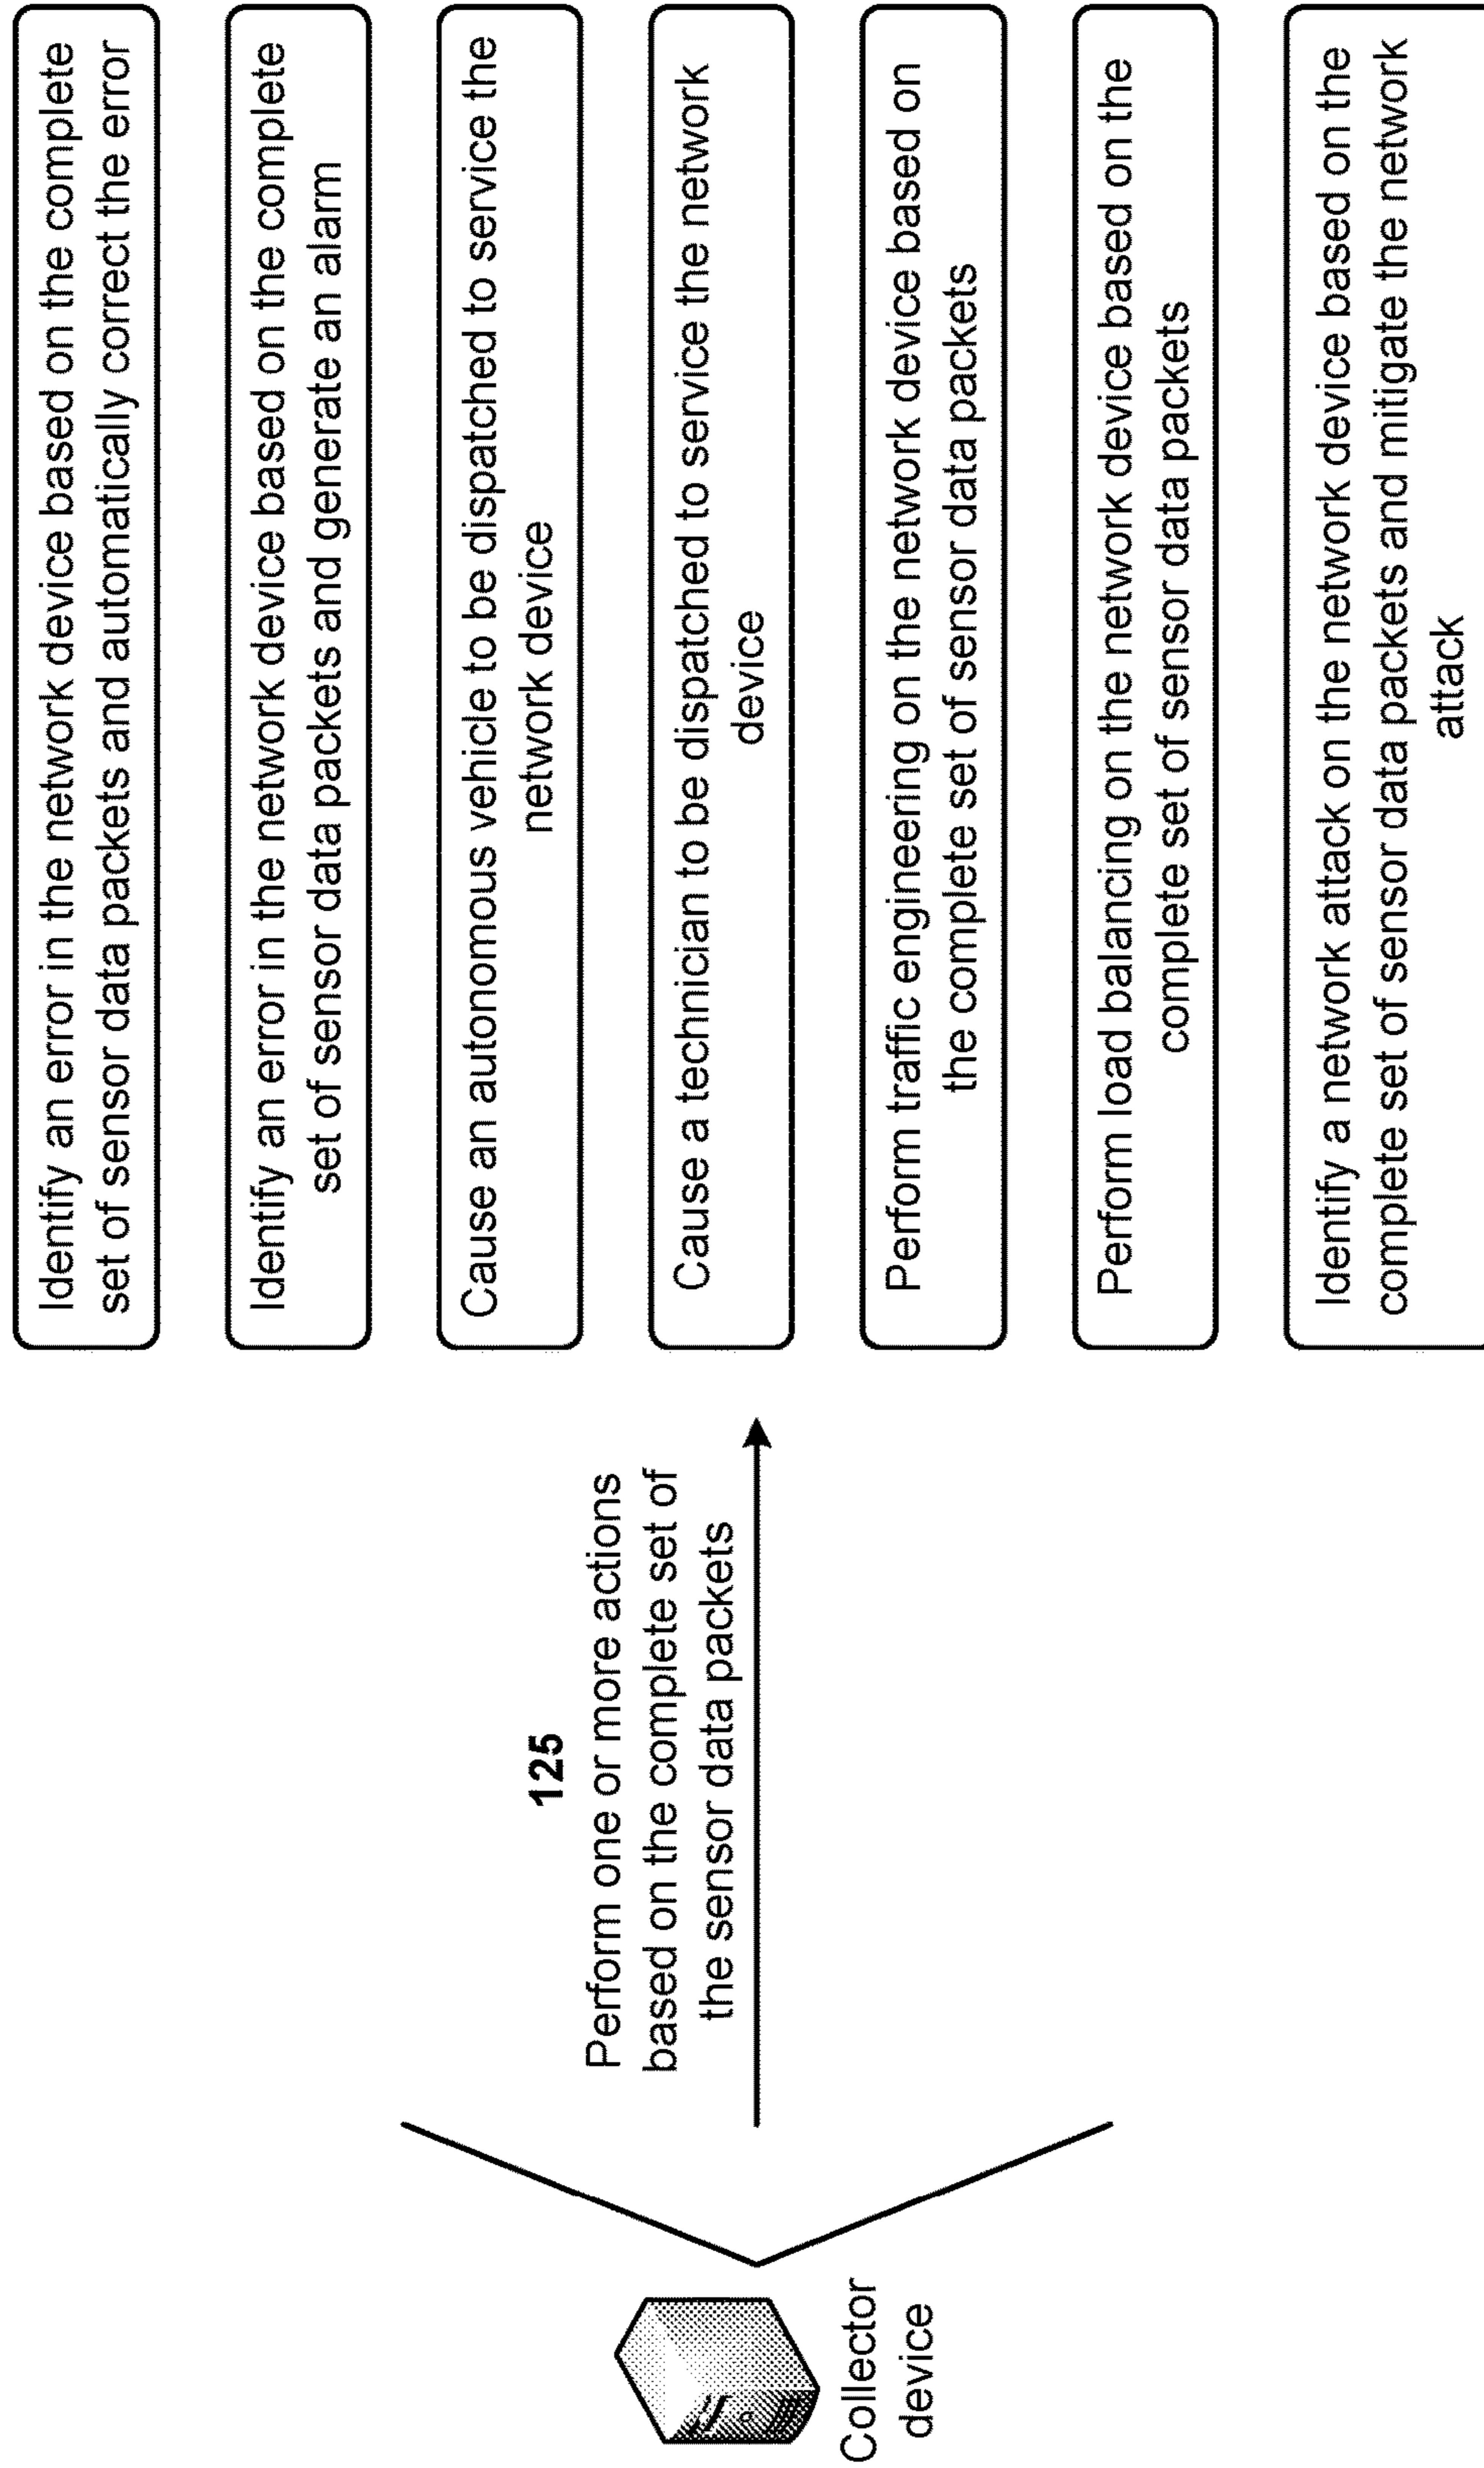 Collector
device
125
Perform one or more actions
based on the complete set of
the sensor data packets
Identify an error in the network device based on the complete
set of sensor data packets and automatically correct the error
Identify an error in the network device based on the complete
set of sensor data packets and generate an alarm
Cause an autonomous vehicle to be dispatched to service the
network device
Cause a technician to be dispatched to service the network
device
Perform traffic engineering on the network device based on
the complete set of sensor data packets
Perform load balancing on the network device based on the
complete set of sensor data packets
Identify a network attack on the network device based on the
complete set of sensor data packets and mitigate the network
attack